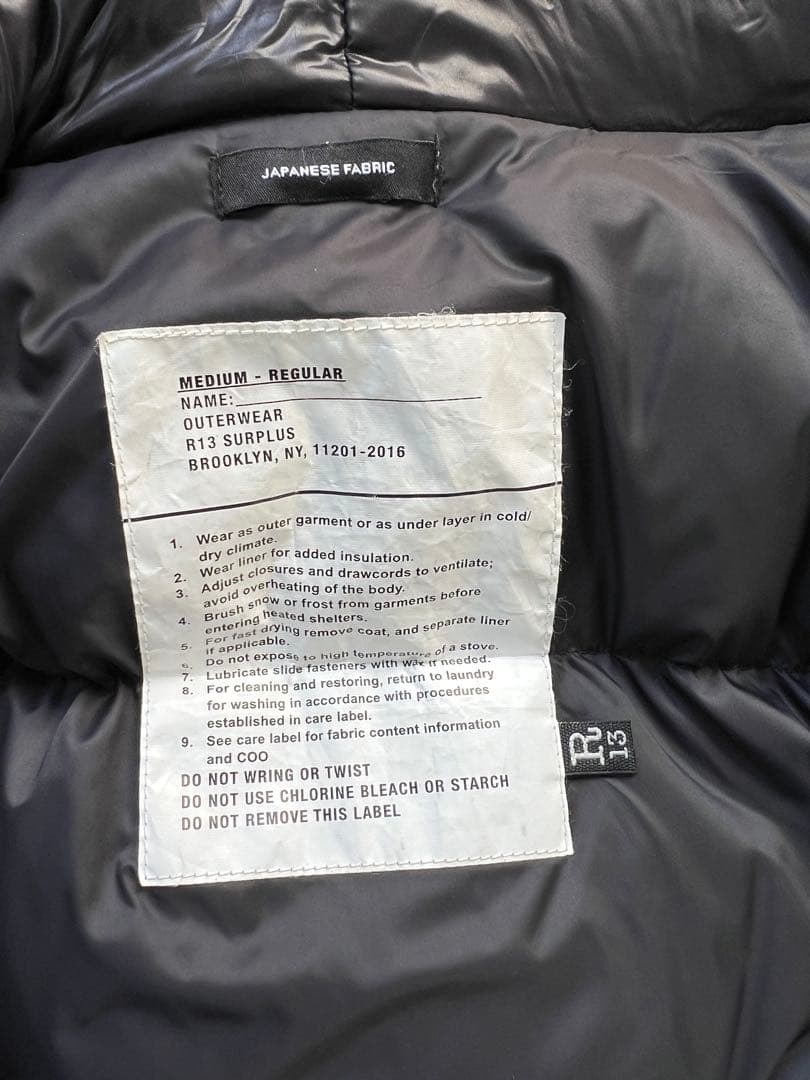 JAPANESE FABRIC
MEDIUM - REGULAR
NAME:
OUTERWEAR
R13 SURPLUS
BROOKLYN, NY, 11201-2016
1. Wear as outer garment or as under layer in cold/
dry climate.
2. Wear liner for added insulation.
3. Adjust closures and drawcords to ventilate;
avoid overheating of the body.
4. Brush snow or frost from garments before
entering heated shelters.
5. For fast drying remove coat, and separate liner
if applicable.
6. Do not expose to high temperature of a stove.
7. Lubricate slide fasteners with wax if needed.
8. For cleaning and restoring, return to laundry
for washing in accordance with procedures
established in care label.
9. See care label for fabric content information
and COO
DO NOT WRING OR TWIST
DO NOT USE CHLORINE BLEACH OR STARCH
DO NOT REMOVE THIS LABEL
R
13